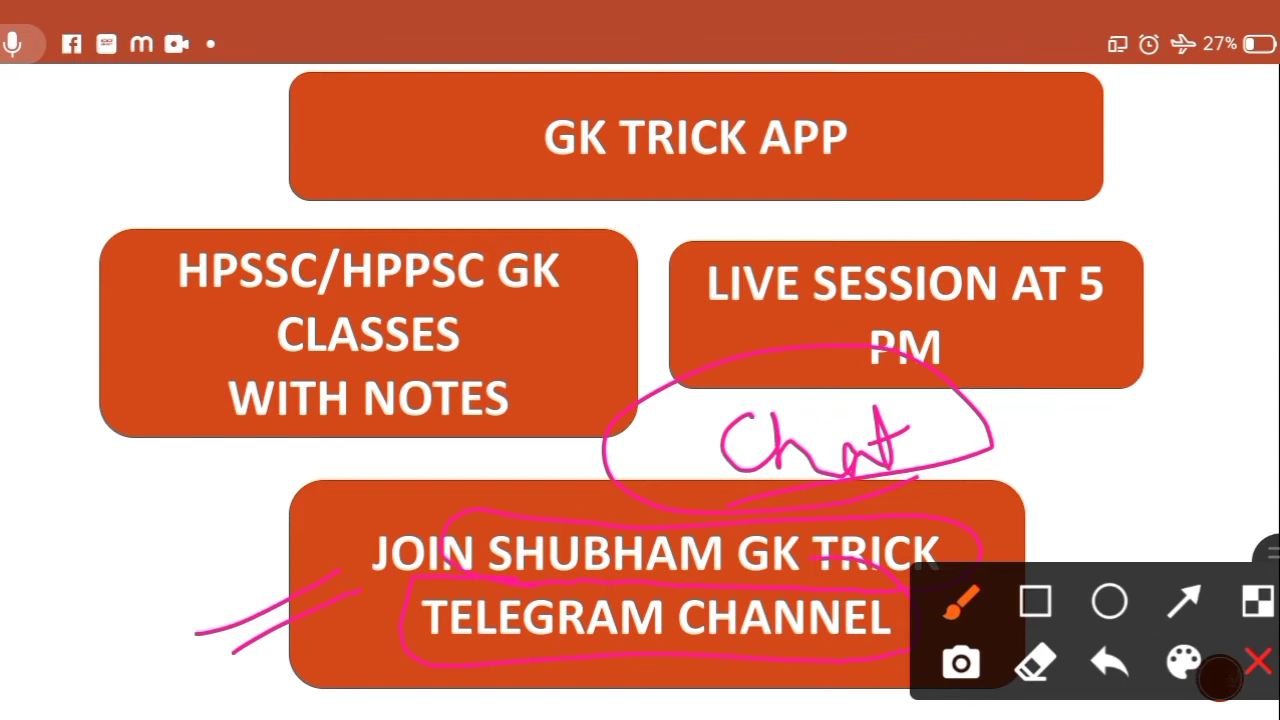 27%
GK TRICK APP
HPSSC/HPPSC GK
CLASSES
WITH NOTES
LIVE SESSION AT 5
PM
Chat
JOIN SHUBHAM GK TRICK
TELEGRAM CHANNEL